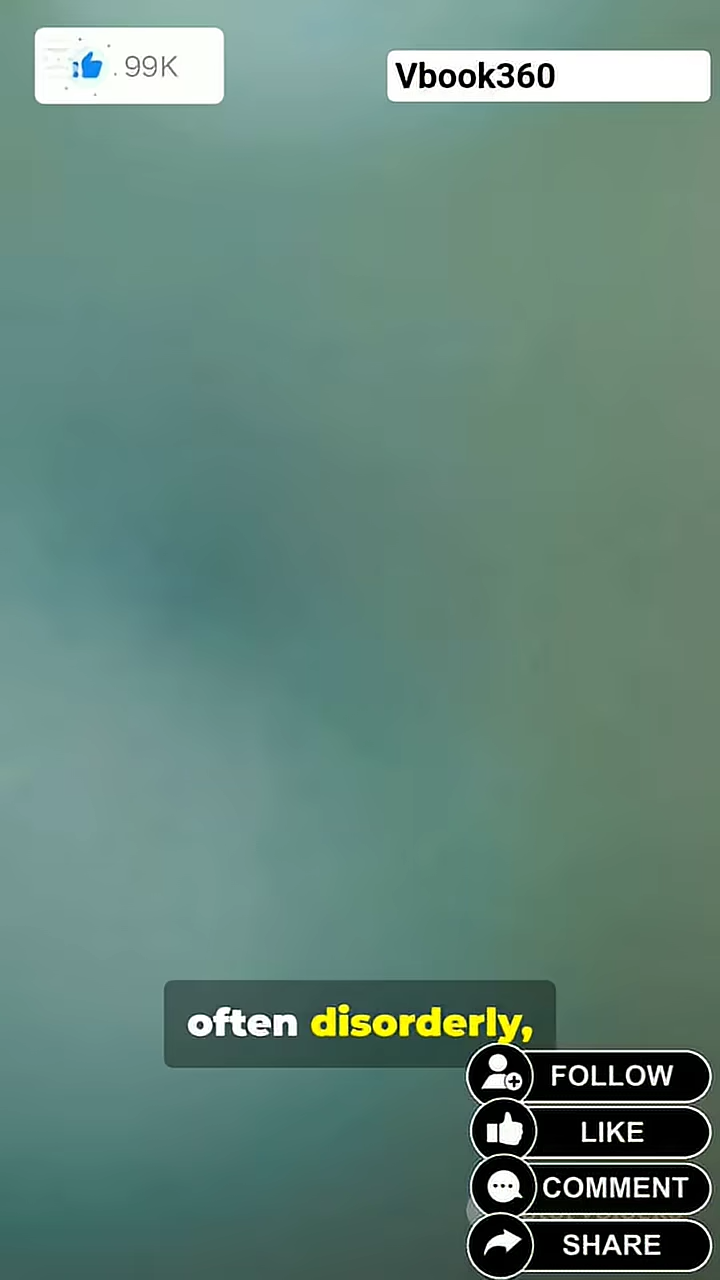 99K
Vbook360
often disorderly,
FOLLOW
LIKE
COMMENT
SHARE